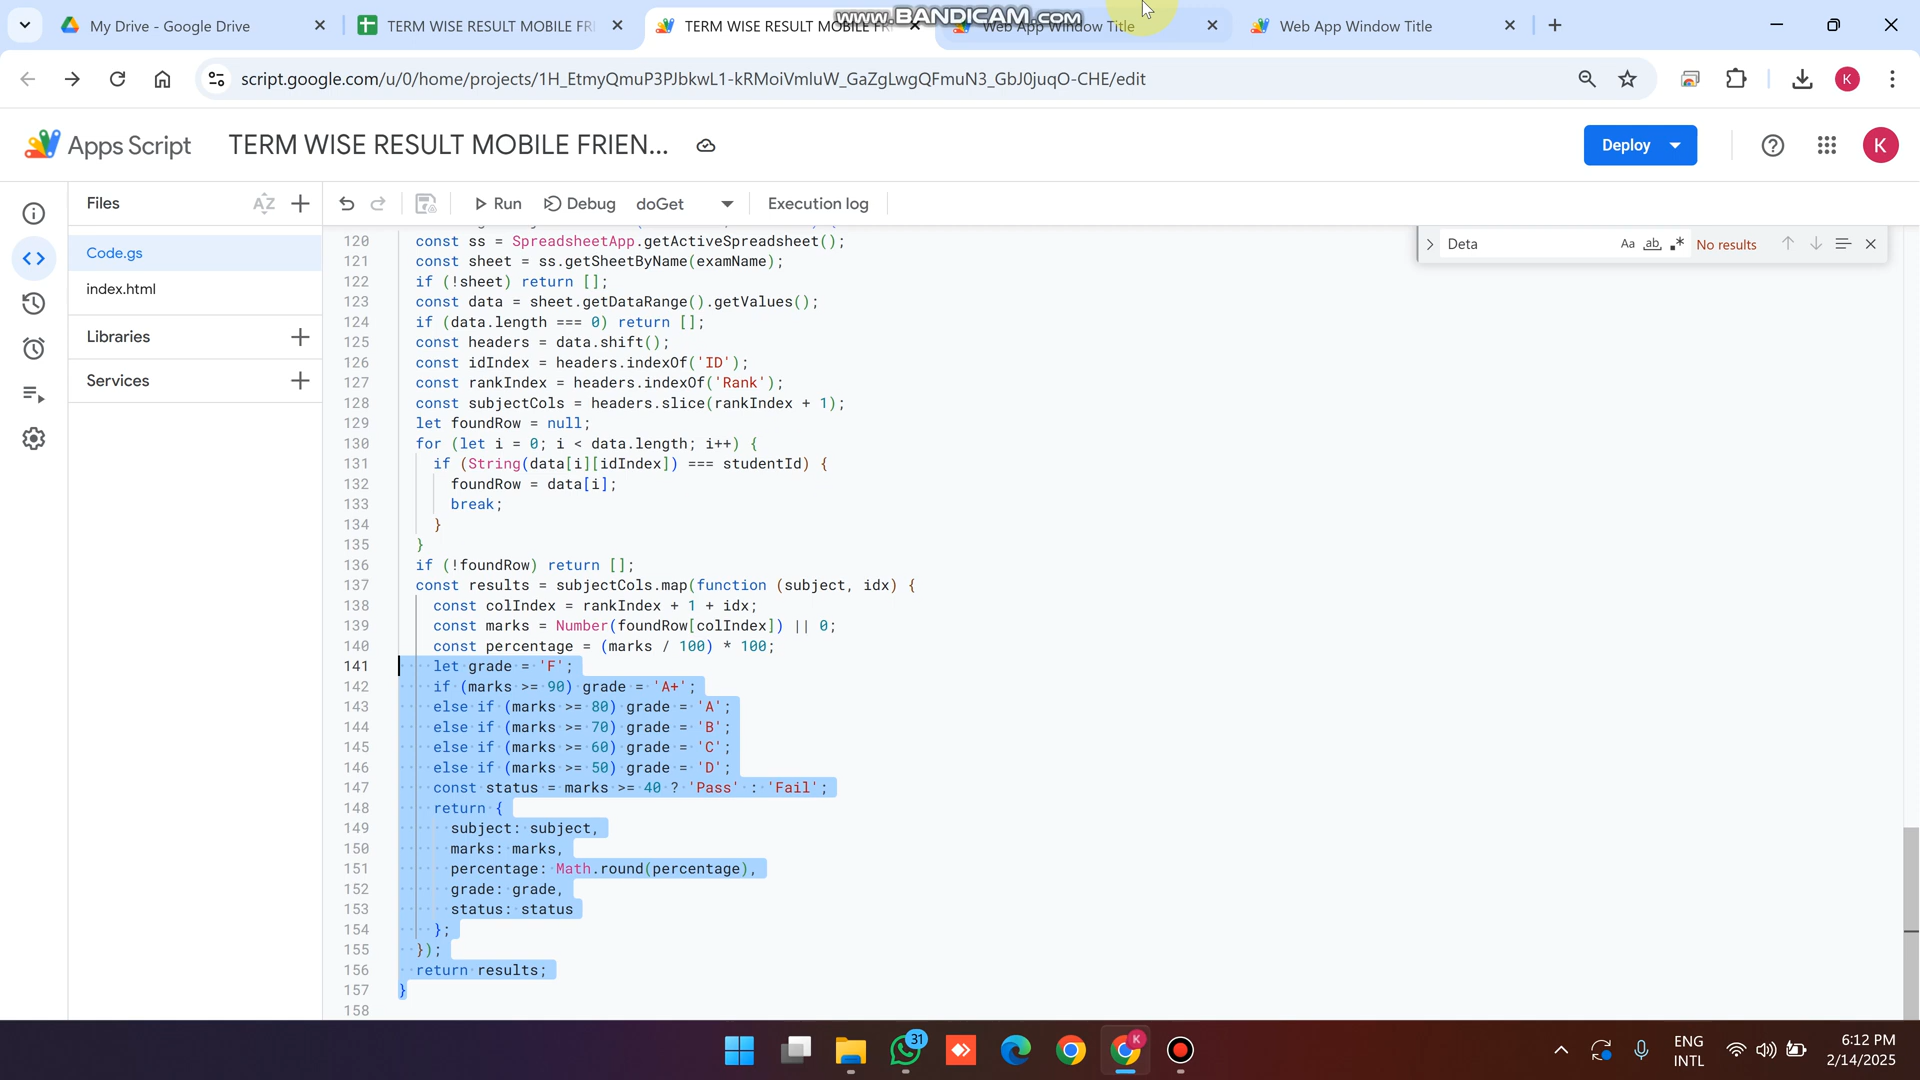 My Drive - Google Drive
TERM WISE RESULT MOBILE FRI
TERM WISE RESULT MOBILE FR
Web App Window Title
Web App Window Title
www.BANDICAM.com
script.google.com/u/0/home/projects/1H_EtmyQmuP3PJbkwL1-kRMoiVmluW_GaZgLwgQFmuN3_GbJ0juqO-CHE/edit
K
Apps Script
TERM WISE RESULT MOBILE FRIEN...
Deploy
K
Files
AZ
Run
Debug
doGet
Execution log
Code.gs
index.html
Libraries
Services
Deta
Aa
ab
No results
120 const ss = SpreadsheetApp.getActiveSpreadsheet();
121 const sheet = ss.getSheetByName(examName);
122 if (!sheet) return [];
123 const data = sheet.getDataRange().getValues();
124 if (data.length === 0) return [];
125 const headers = data.shift();
126 const idIndex = headers.indexOf('ID');
127 const rankIndex = headers.indexOf('Rank');
128 const subjectCols = headers.slice(rankIndex + 1);
129 let foundRow = null;
130 for (let i = 0; i < data.length; i++) {
131 if (String(data[i][idIndex]) === studentId) {
132 foundRow = data[i];
133 break;
134 }
135 }
136 if (!foundRow) return [];
137 const results = subjectCols.map(function (subject, idx) {
138 const colIndex = rankIndex + 1 + idx;
139 const marks = Number(foundRow[colIndex]) || 0;
140 const percentage = (marks / 100) * 100;
141 let grade = 'F';
142 if (marks >= 90) grade = 'A+';
143 else if (marks >= 80) grade = 'A';
144 else if (marks >= 70) grade = 'B';
145 else if (marks >= 60) grade = 'C';
146 else if (marks >= 50) grade = 'D';
147 const status = marks >= 40 ? 'Pass' : 'Fail';
148 return {
149 subject: subject,
150 marks: marks,
151 percentage: Math.round(percentage),
152 grade: grade,
153 status: status
154 };
155 });
156 return results;
157 }
158
31
K
ENG
INTL
6:12 PM
2/14/2025